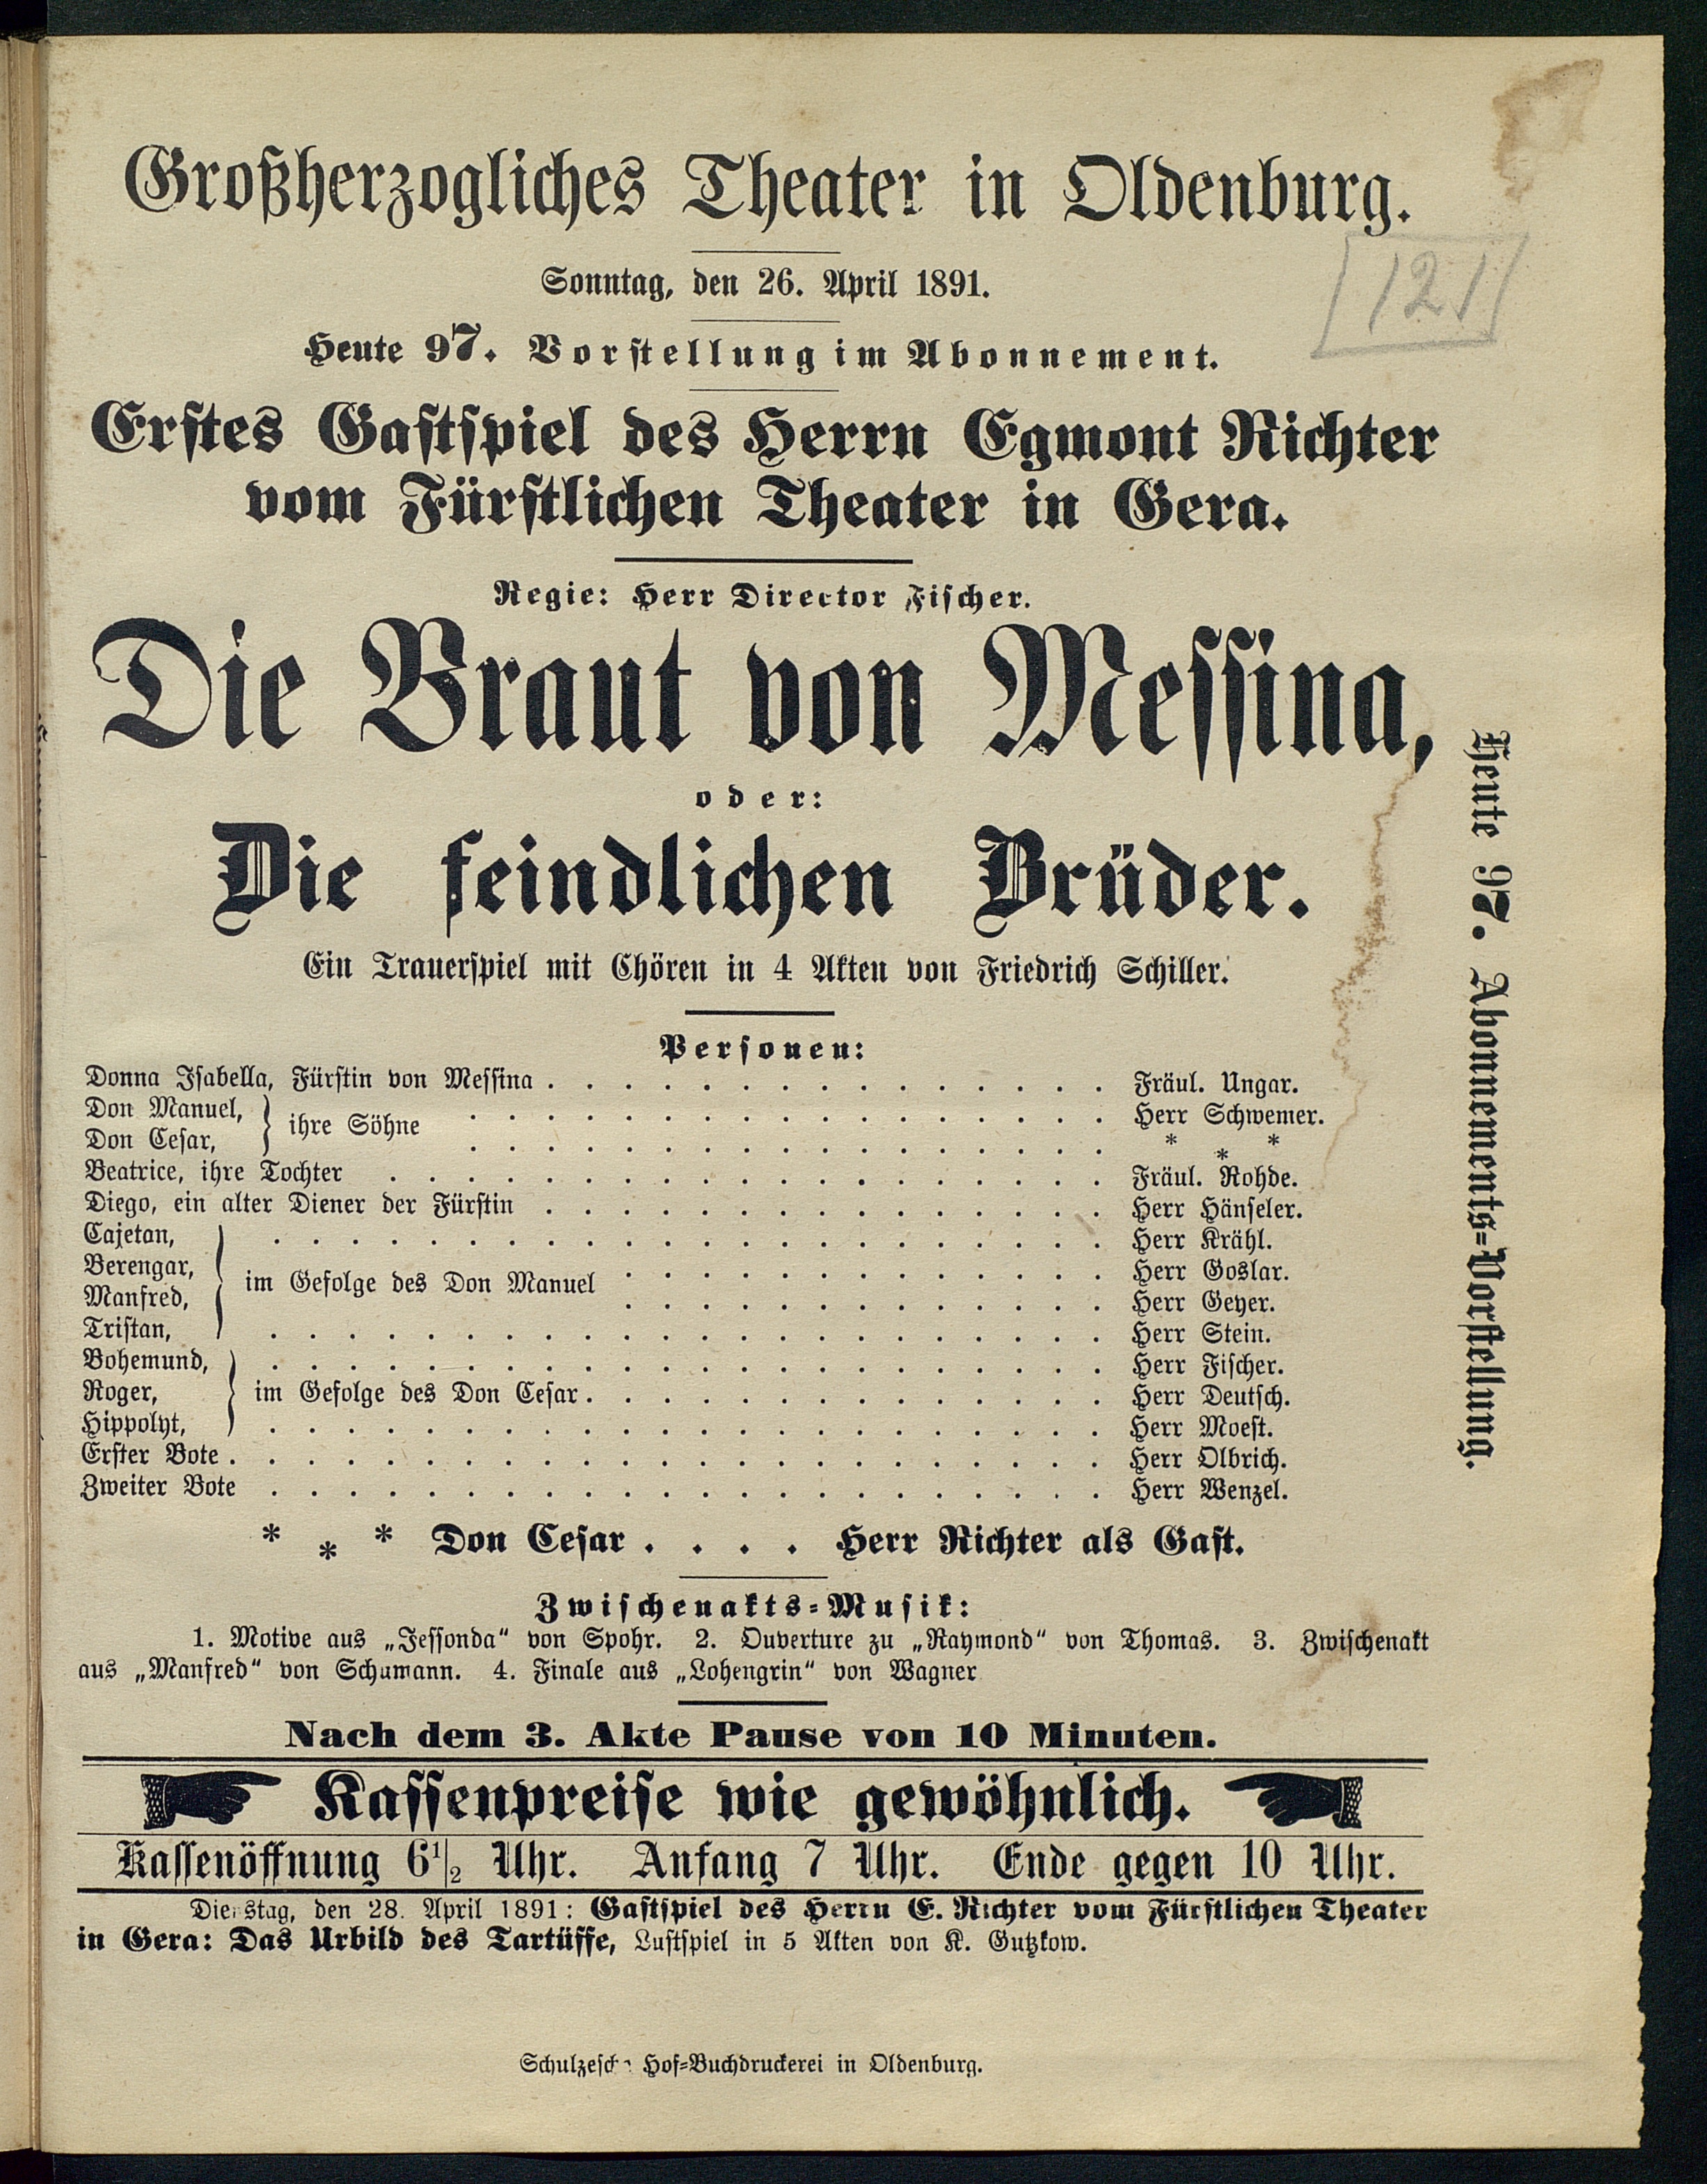 Großherzogliches Theater in Oldenburg.
121
Sonntag, den 26. April 1891.
Heute 97. Vorstellung im Abonnement.
Erstes Gastspiel des Herrn Egmont Richter
vom Fürstlichen Theater in Gera.
Regie: Herr Director Fischer.
Die Braut von Messina,
oder:
Die feindlichen Brüder.
Ein Trauerspiel mit Chören in 4 Akten von Friedrich Schiller.
Personen:
Donna Isabella, Fürstin von Messina . . . . . . . . . . . . . . . Fräul. Ungar.
Don Manuel, } ihre Söhne . . . . . . . . . . . . . . . . . Herr Schwemer.
Don Cesar, } . . . . . . . . . . . . . . . . . * * *
Beatrice, ihre Tochter . . . . . . . . . . . . . . . . . . . Fräul. Rohde.
Diego, ein alter Diener der Fürstin . . . . . . . . . . . . . . . Herr Hänseler.
Cajetan, . . . . . . . . . . . . . . . . . . . . . . Herr Krähl.
Berengar, } im Gefolge des Don Manuel . . . . . . . . . . . . . Herr Goslar.
Manfred, . . . . . . . . . . . . . Herr Geyer.
Tristan, . . . . . . . . . . . . . . . . . . . . . . Herr Stein.
Bohemund, . . . . . . . . . . . . . . . . . . . . . . Herr Fischer.
Roger, } im Gefolge des Don Cesar . . . . . . . . . . . . . . Herr Deutsch.
Hippolyt, . . . . . . . . . . . . . . . . . . . . . . Herr Moest.
Erster Bote . . . . . . . . . . . . . . . . . . . . . . . Herr Olbrich.
Zweiter Bote . . . . . . . . . . . . . . . . . . . . . . Herr Wenzel.
* * * Don Cesar . . . . Herr Richter als Gast.
Zwischenakts-Musik:
1. Motive aus „Jessonda“ von Spohr. 2. Ouverture zu „Raymond“ von Thomas. 3. Zwischenakt
aus „Manfred“ von Schumann. 4. Finale aus „Lohengrin“ von Wagner
Nach dem 3. Akte Pause von 10 Minuten.
Kassenpreise wie gewöhnlich.
Kassenöffnung 6 1/2 Uhr. Anfang 7 Uhr. Ende gegen 10 Uhr.
Dienstag, den 28. April 1891: Gastspiel des Herrn E. Richter vom Fürstlichen Theater
in Gera: Das Urbild des Tartüffe, Lustspiel in 5 Akten von K. Gutzkow.
Schulzesche Hof-Buchdruckerei in Oldenburg.
Heute 97. Abonnements-Vorstellung.